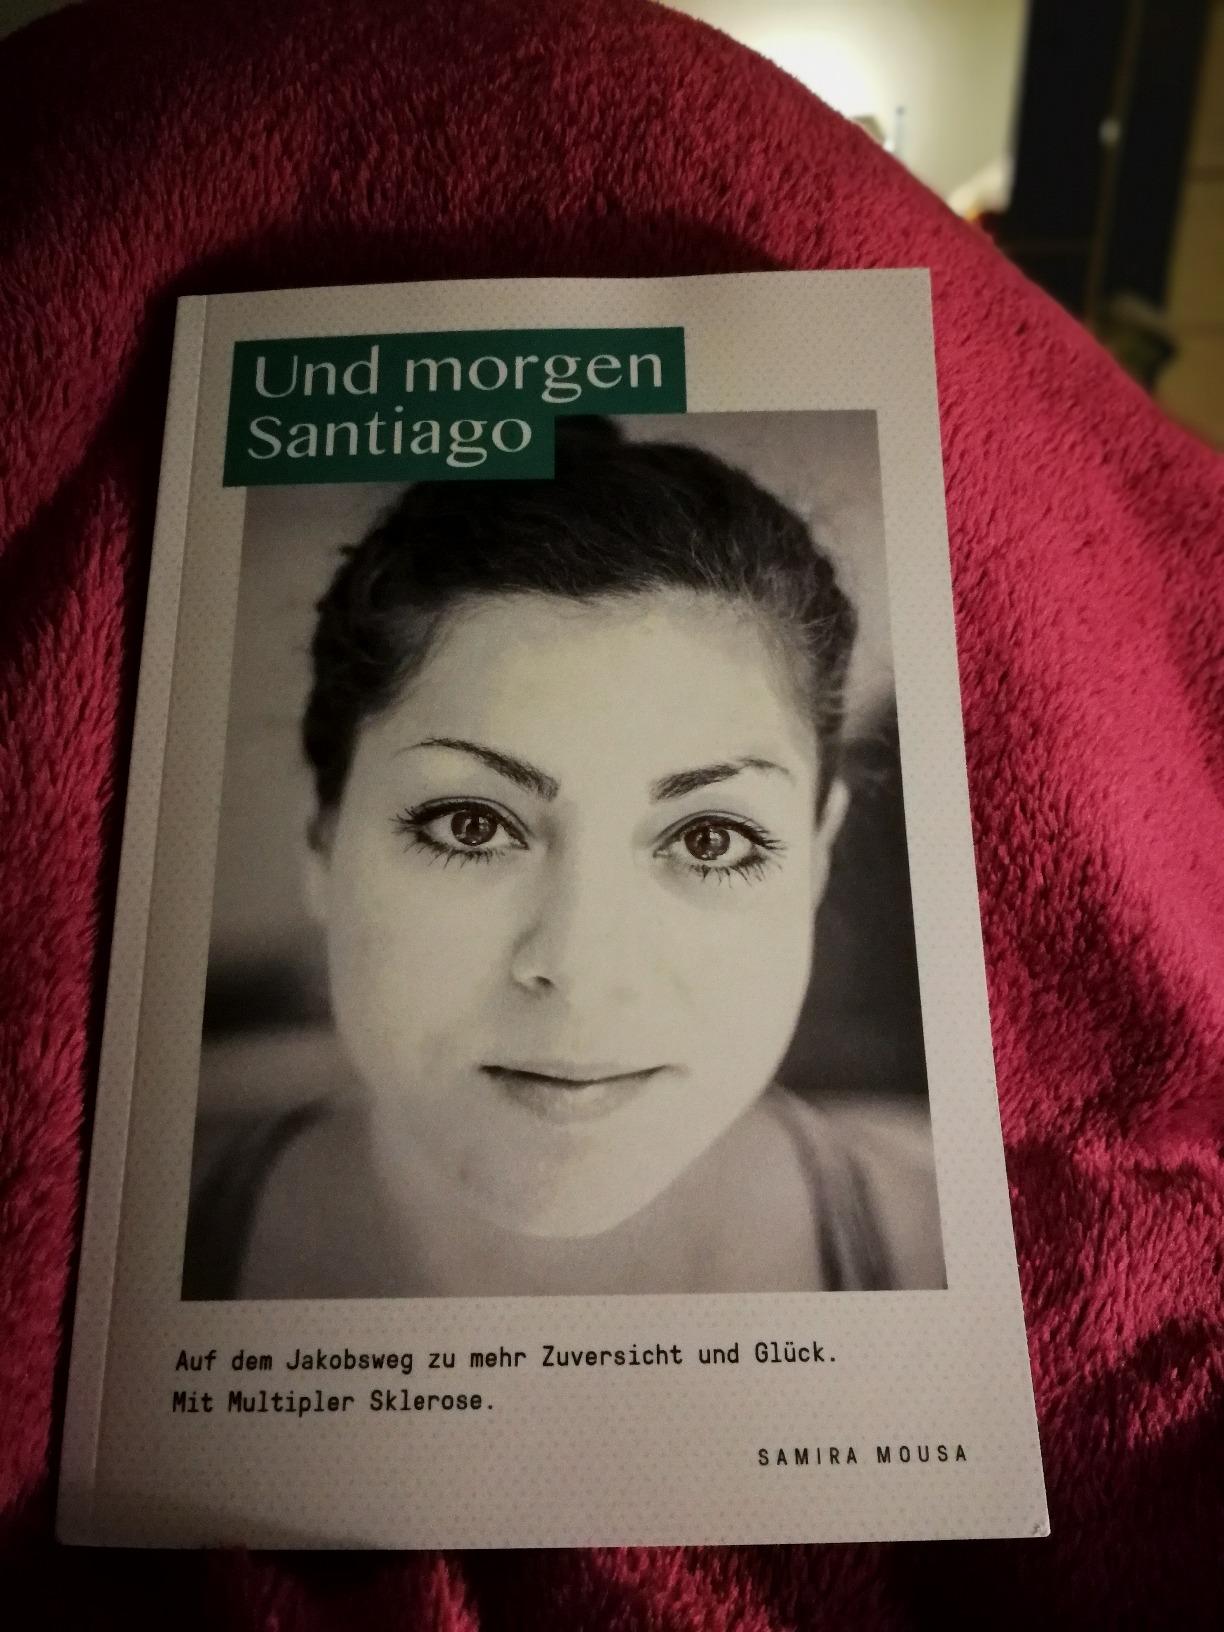 Und morgen
Santiago
Auf dem Jakobsweg zu mehr Zuversicht und Glück.
Mit Multipler Sklerose.
SAMIRA MOUSA